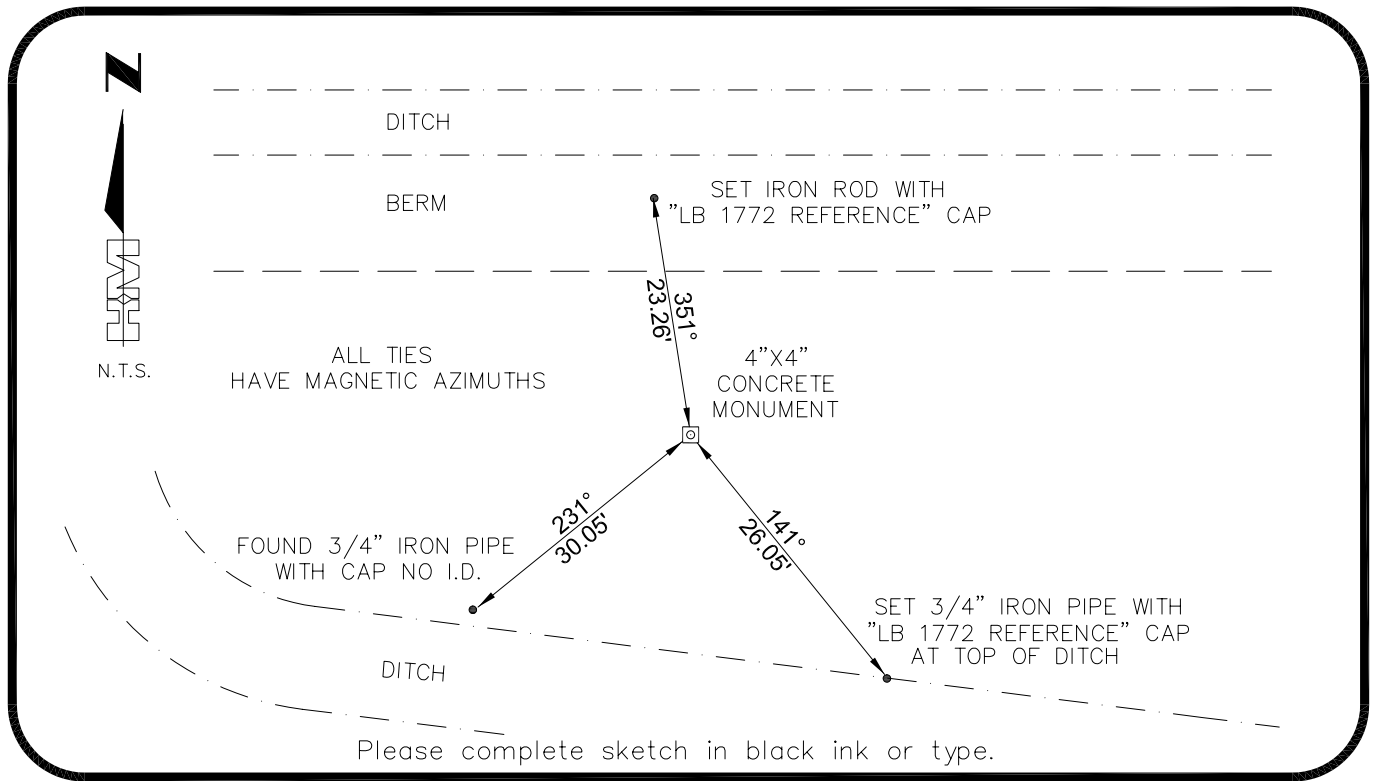 N
DITCH
BERM
SET IRON ROD WITH
"LB 1772 REFERENCE" CAP
351°
23.26'
N.T.S.
ALL TIES
HAVE MAGNETIC AZIMUTHS
4"X4"
CONCRETE
MONUMENT
231°
30.05'
141°
26.05'
FOUND 3/4" IRON PIPE
WITH CAP NO I.D.
SET 3/4" IRON PIPE WITH
"LB 1772 REFERENCE" CAP
AT TOP OF DITCH
DITCH
Please complete sketch in black ink or type.